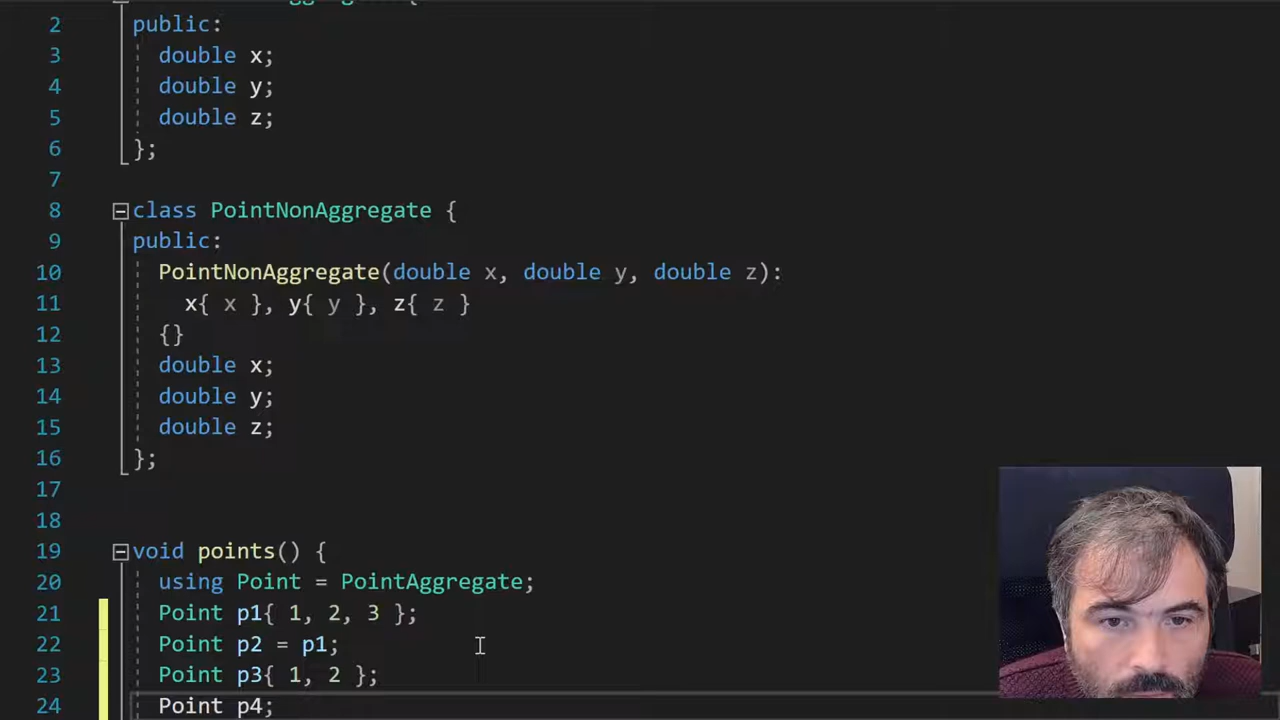 2 public:
3 double x;
4 double y;
5 double z;
6 };
7
8 class PointNonAggregate {
9 public:
10 PointNonAggregate(double x, double y, double z):
11 x{ x }, y{ y }, z{ z }
12 {}
13 double x;
14 double y;
15 double z;
16 };
17
18
19 void points() {
20 using Point = PointAggregate;
21 Point p1{ 1, 2, 3 };
22 Point p2 = p1;
23 Point p3{ 1, 2 };
24 Point p4;